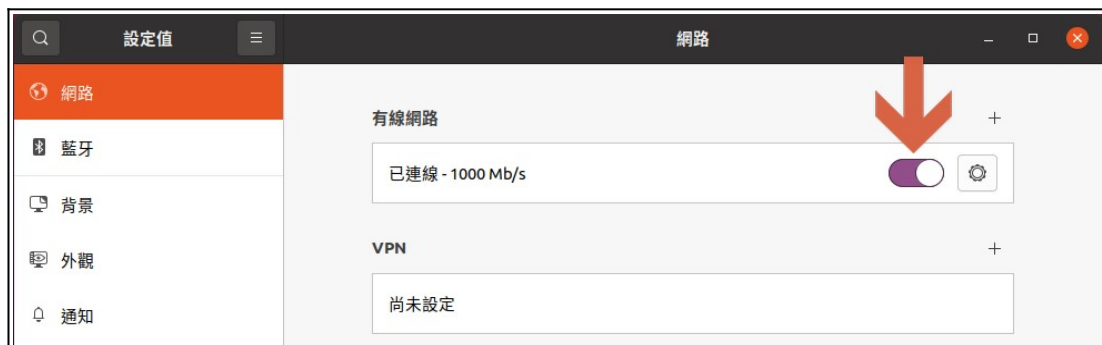 設定值
網路
網路
藍牙
背景
外觀
通知
有線網路
已連線 - 1000 Mb/s
VPN
尚未設定